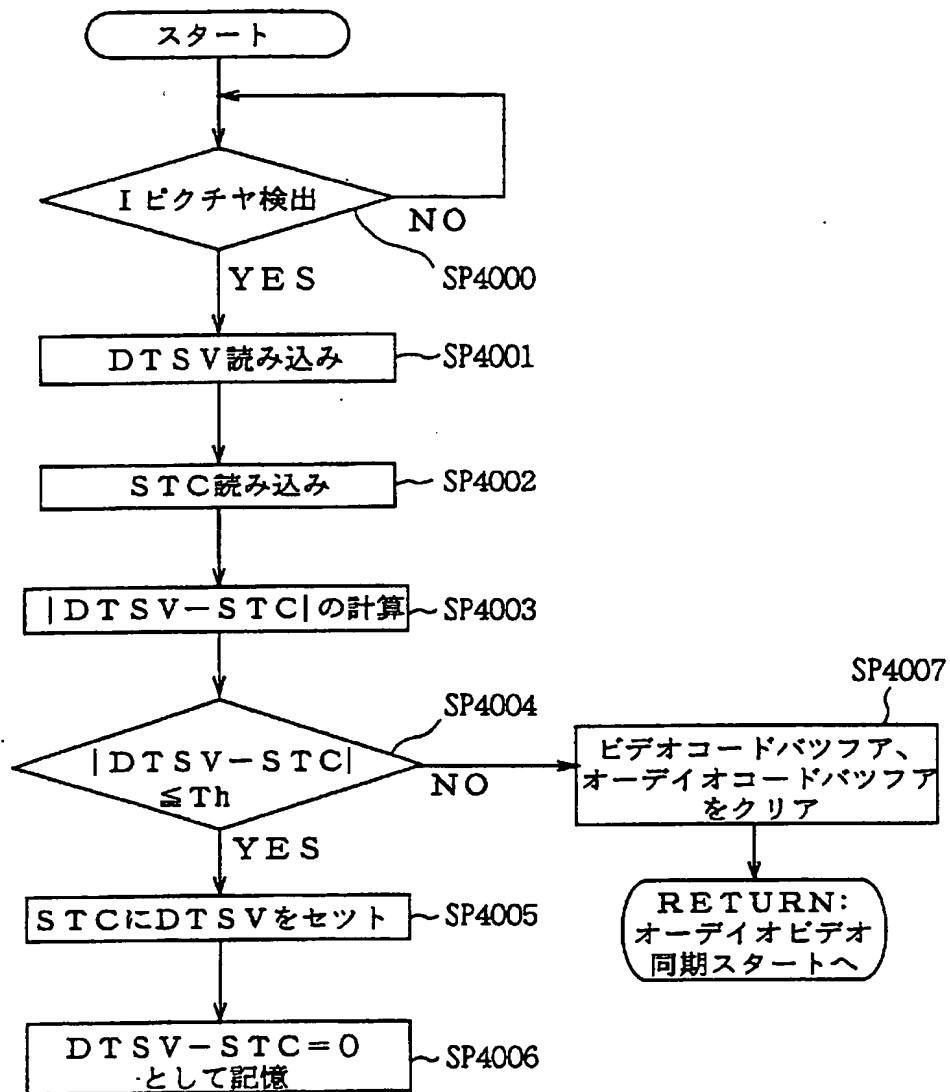 スタート
Iピクチヤ検出
NO
SP4000
YES
DTSV読み込み
SP4001
STC読み込み
SP4002
|DTSV-STC|の計算
SP4003
SP4004
|DTSV-STC|
≦Th
NO
YES
SP4007
ビデオコードバツフア、
オーデイオコードバツフア
をクリア
RETURN:
オーデイオビデオ
同期スタートへ
STCにDTSVをセット
SP4005
DTSV-STC=0
として記憶
SP4006